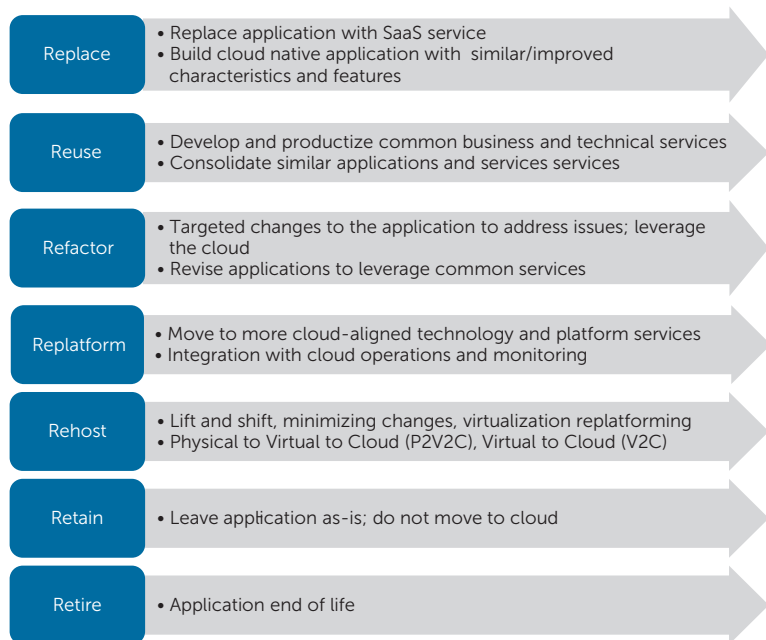 Replace
• Replace application with SaaS service
• Build cloud native application with similar/improved
characteristics and features
Reuse
• Develop and productize common business and technical services
• Consolidate similar applications and services services
Refactor
• Targeted changes to the application to address issues; leverage
the cloud
• Revise applications to leverage common services
Replatform
• Move to more cloud-aligned technology and platform services
• Integration with cloud operations and monitoring
Rehost
• Lift and shift, minimizing changes, virtualization replatforming
• Physical to Virtual to Cloud (P2V2C), Virtual to Cloud (V2C)
Retain
• Leave application as-is; do not move to cloud
Retire
• Application end of life